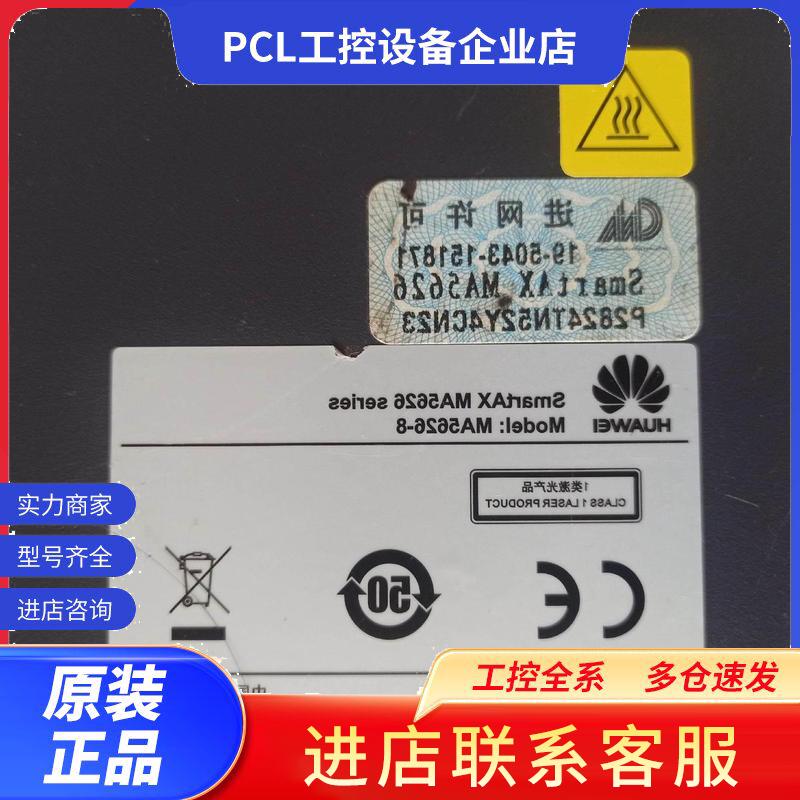 PCL工控设备企业店
进网许可
19-5043-151871
SmartAX MA5626
P2824TN52Y4CN23
HUAWEI
SmartAX MA5626 series
Model: MA5626-8
1类激光产品
CLASS 1 LASER PRODUCT
50
实力商家
型号齐全
进店咨询
原装
正品
工控全系 多仓速发
进店联系客服